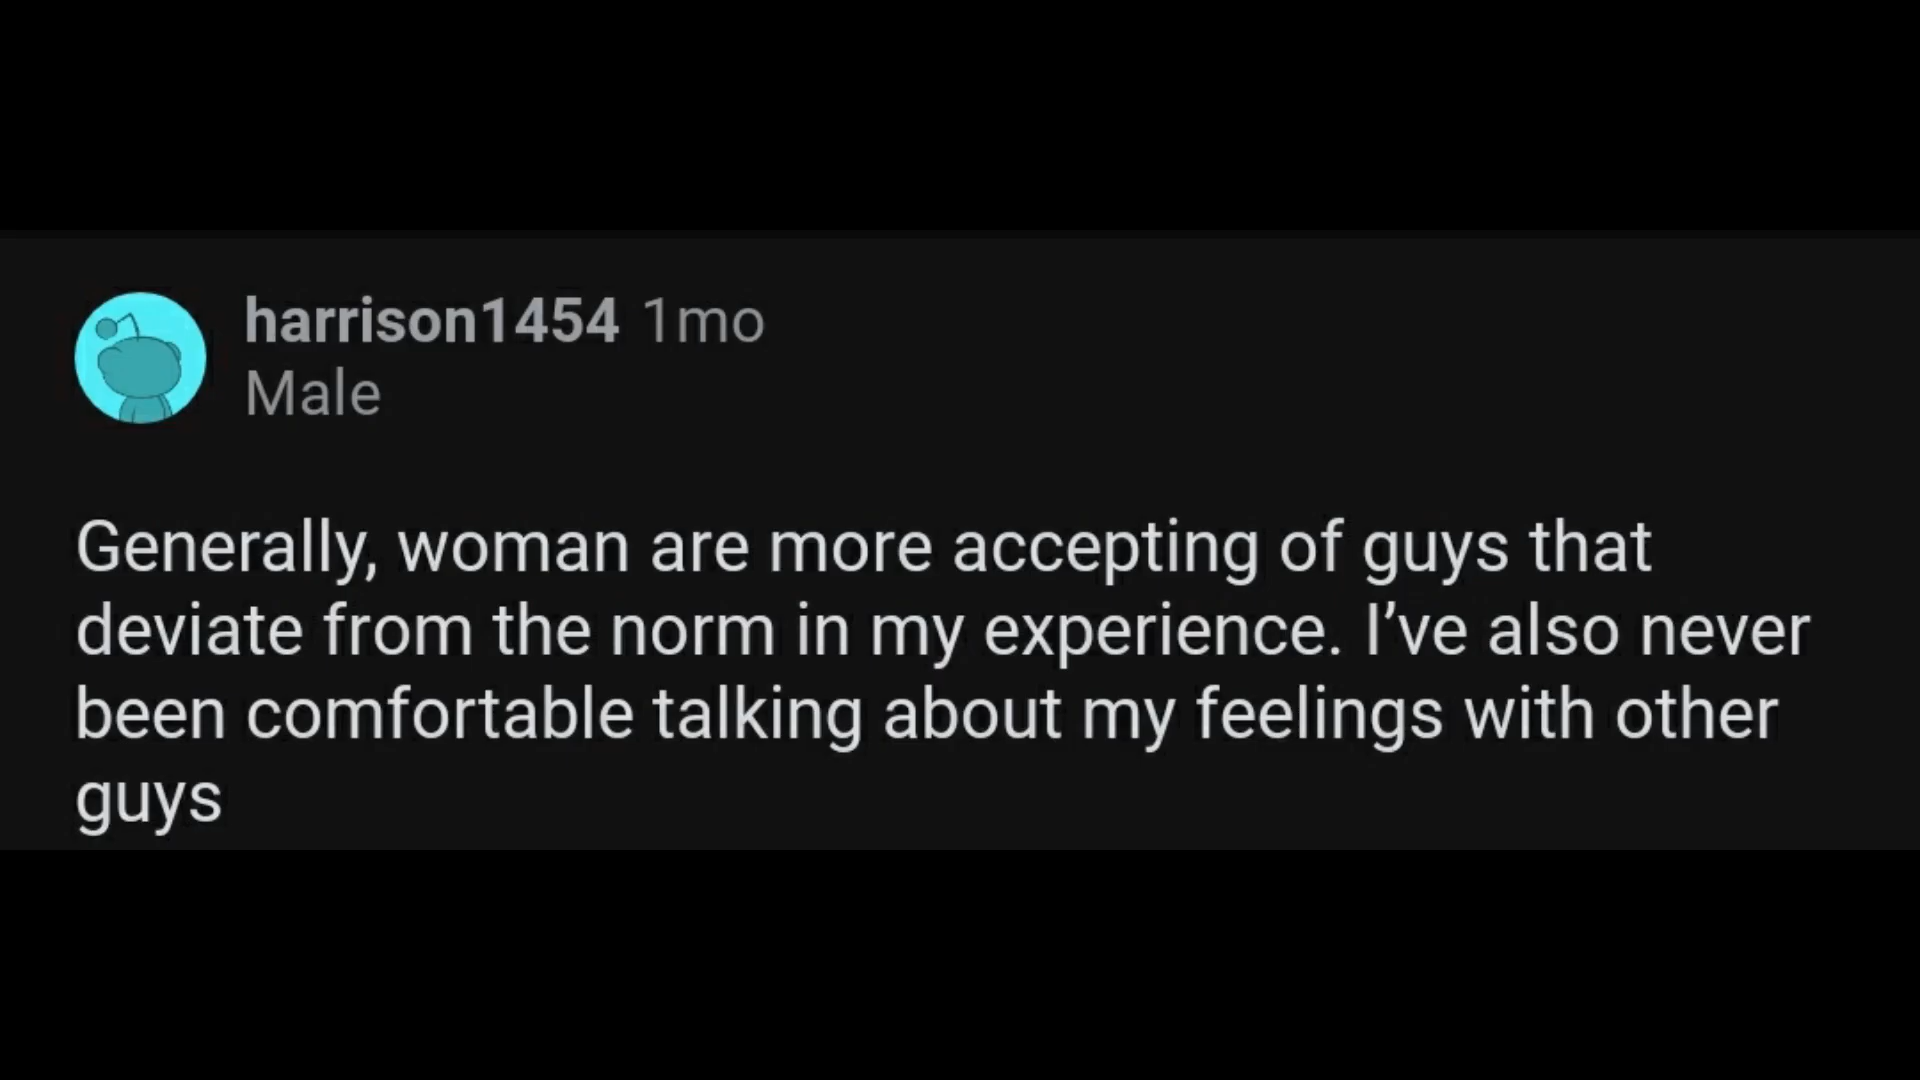 harrison1454 1mo
Male
Generally, woman are more accepting of guys that
deviate from the norm in my experience. I’ve also never
been comfortable talking about my feelings with other
guys